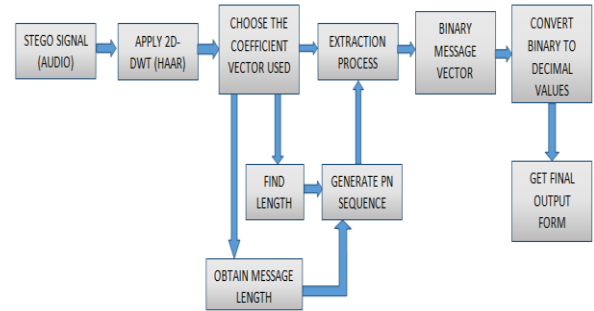 STEGO SIGNAL
(AUDIO)
APPLY 2D-
DWT (HAAR)
CHOOSE THE
COEFFICIENT
VECTOR USED
EXTRACTION
PROCESS
BINARY
MESSAGE
VECTOR
CONVERT
BINARY TO
DECIMAL
VALUES
FIND
LENGTH
GENERATE PN
SEQUENCE
GET FINAL
OUTPUT
FORM
OBTAIN MESSAGE
LENGTH